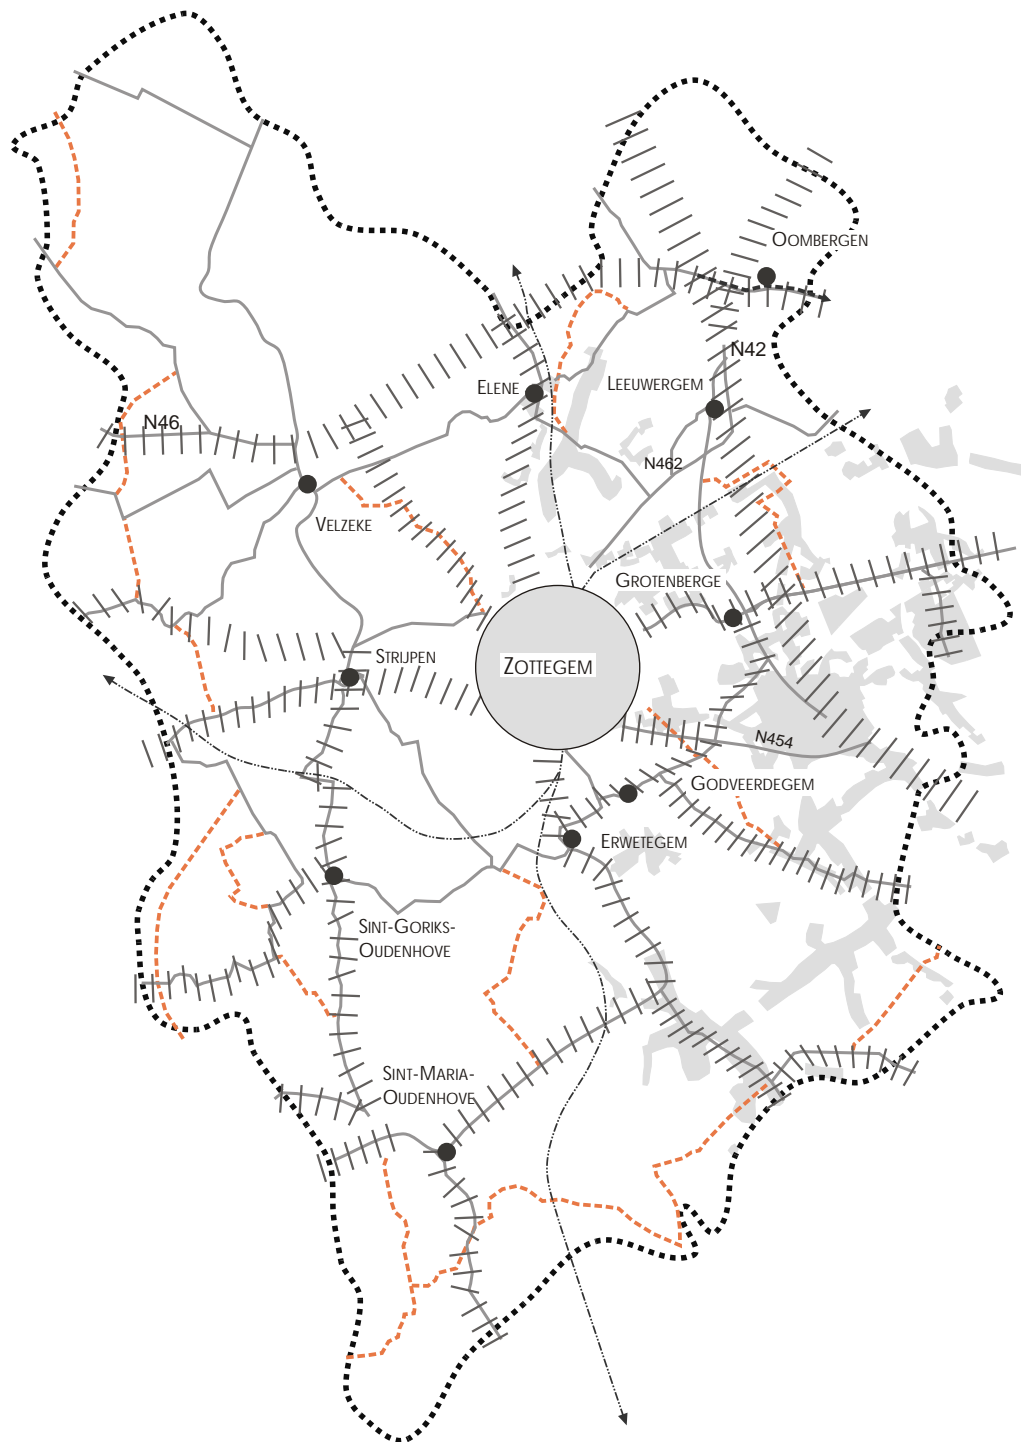 OOMBERGEN
N42
ELENE
LEEUWERGEM
N46
N462
VELZEKE
GROTENBERGE
STRIJPEN
ZOTTEGEM
N454
GODVEERDEGEM
ERWETEGEM
SINT-GORIKS-
OUDENHOVE
SINT-MARIA-
OUDENHOVE